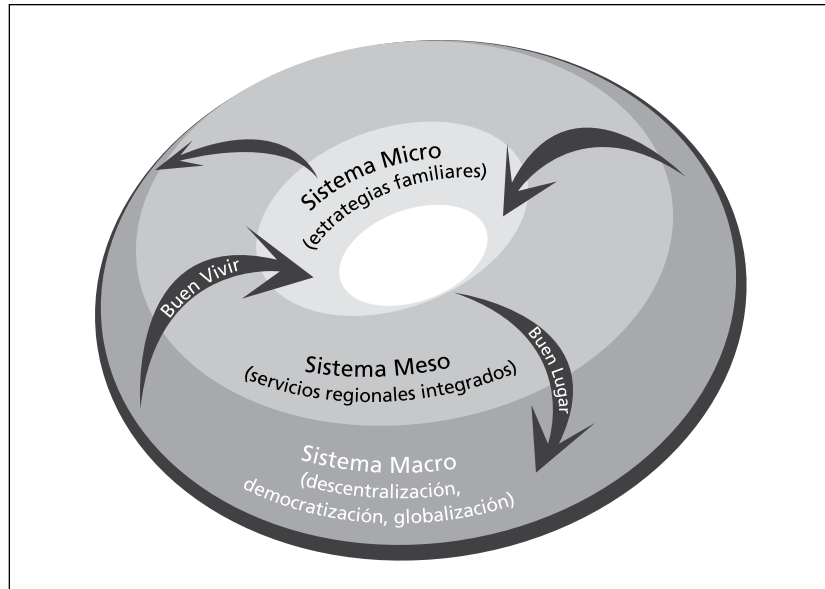 Sistema Micro
(estrategias familiares)
Buen Vivir
Buen Lugar
Sistema Meso
(servicios regionales integrados)
Sistema Macro
(descentralización,
democratización, globalización)